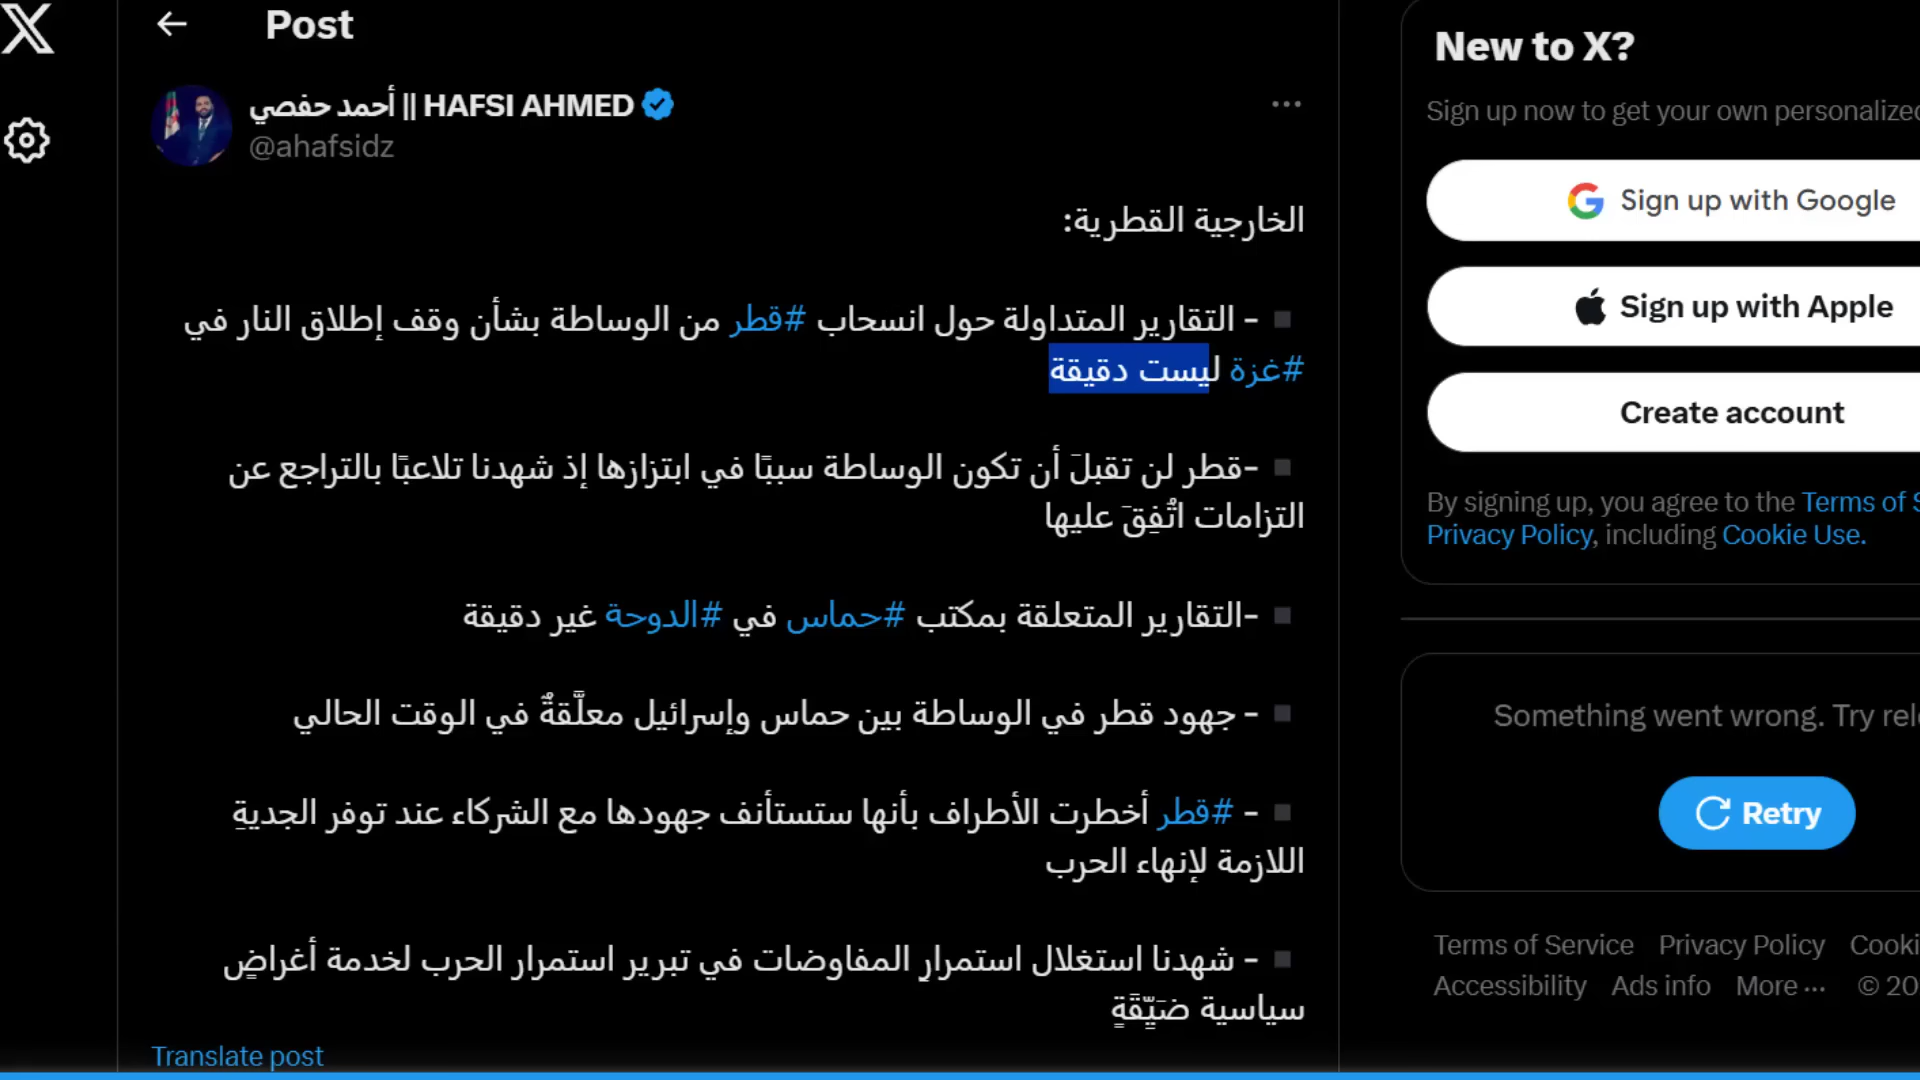 Post
أحمد حفصي || HAFSI AHMED
@ahafsidz
الخارجية القطرية:
- التقارير المتداولة حول انسحاب #قطر من الوساطة بشأن وقف إطلاق النار في
#غزة ليست دقيقة
-قطر لن تقبلَ أن تكون الوساطة سببًا في ابتزازها إذ شهدنا تلاعبًا بالتراجع عن
التزامات اتُفِقَ عليها
-التقارير المتعلقة بمكتب #حماس في #الدوحة غير دقيقة
- جهود قطر في الوساطة بين حماس وإسرائيل معلَّقةٌ في الوقت الحالي
- #قطر أخطرت الأطراف بأنها ستستأنف جهودها مع الشركاء عند توفر الجديةِ
اللازمة لإنهاء الحرب
- شهدنا استغلال استمرارِ المفاوضات في تبرير استمرار الحرب لخدمة أغراضٍ
سياسية ضَيِّقَةٍ
Translate post
New to X?
Sign up now to get your own personalized
Sign up with Google
Sign up with Apple
Create account
By signing up, you agree to the Terms of S
Privacy Policy, including Cookie Use.
Something went wrong. Try relo
Retry
Terms of Service Privacy Policy Cooki
Accessibility Ads info More ... © 20